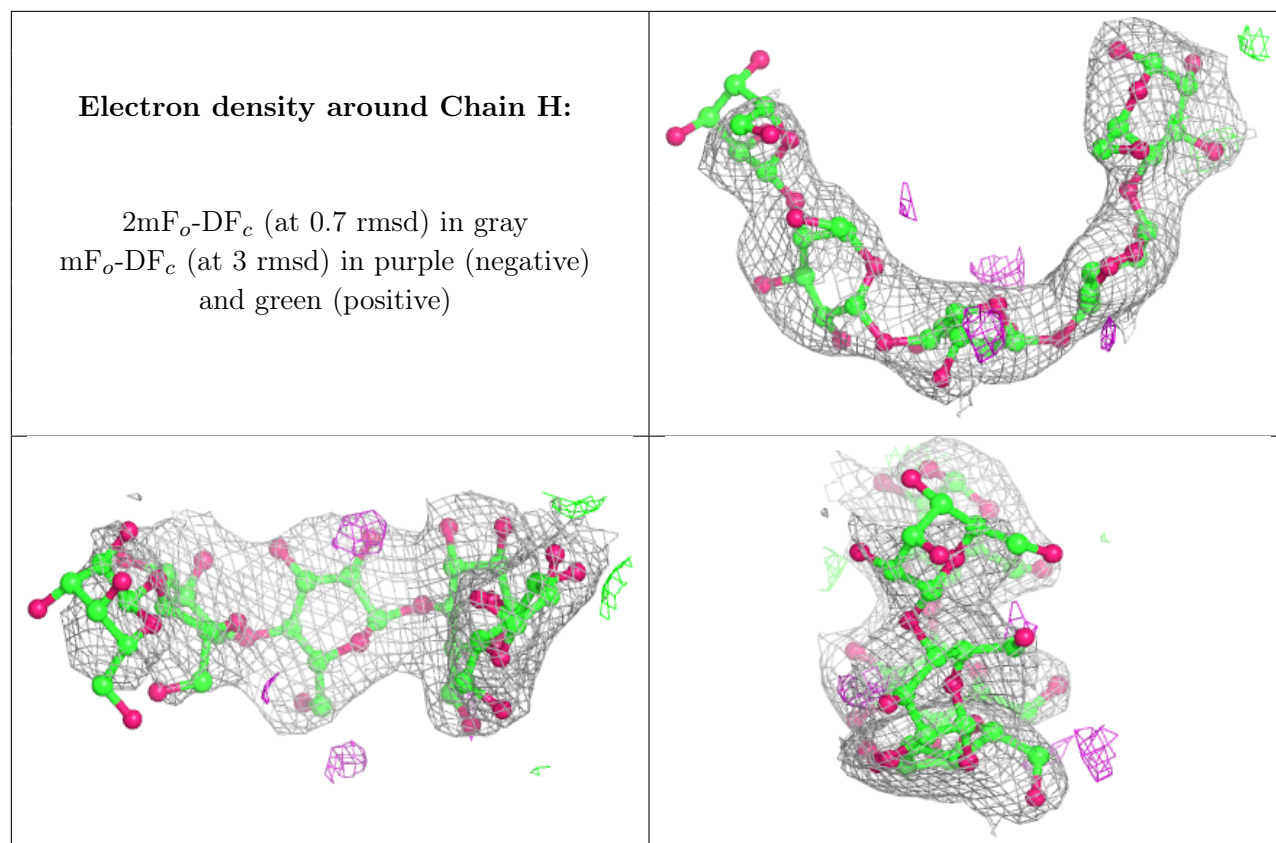 Electron density around Chain H:
2mFₒ-DF𝒸 (at 0.7 rmsd) in gray
mFₒ-DF𝒸 (at 3 rmsd) in purple (negative)
and green (positive)